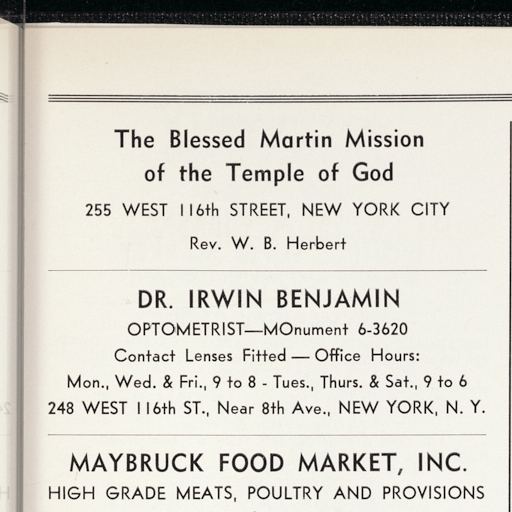 The Blessed Martin Mission
of the Temple of God
255 WEST 116th STREET, NEW YORK CITY
Rev. W. B. Herbert
DR. IRWIN BENJAMIN
OPTOMETRIST—MOnument 6-3620
Contact Lenses Fitted — Office Hours:
Mon., Wed. & Fri., 9 to 8 - Tues., Thurs. & Sat., 9 to 6
248 WEST 116th ST., Near 8th Ave., NEW YORK, N. Y.
MAYBRUCK FOOD MARKET, INC.
HIGH GRADE MEATS, POULTRY AND PROVISIONS